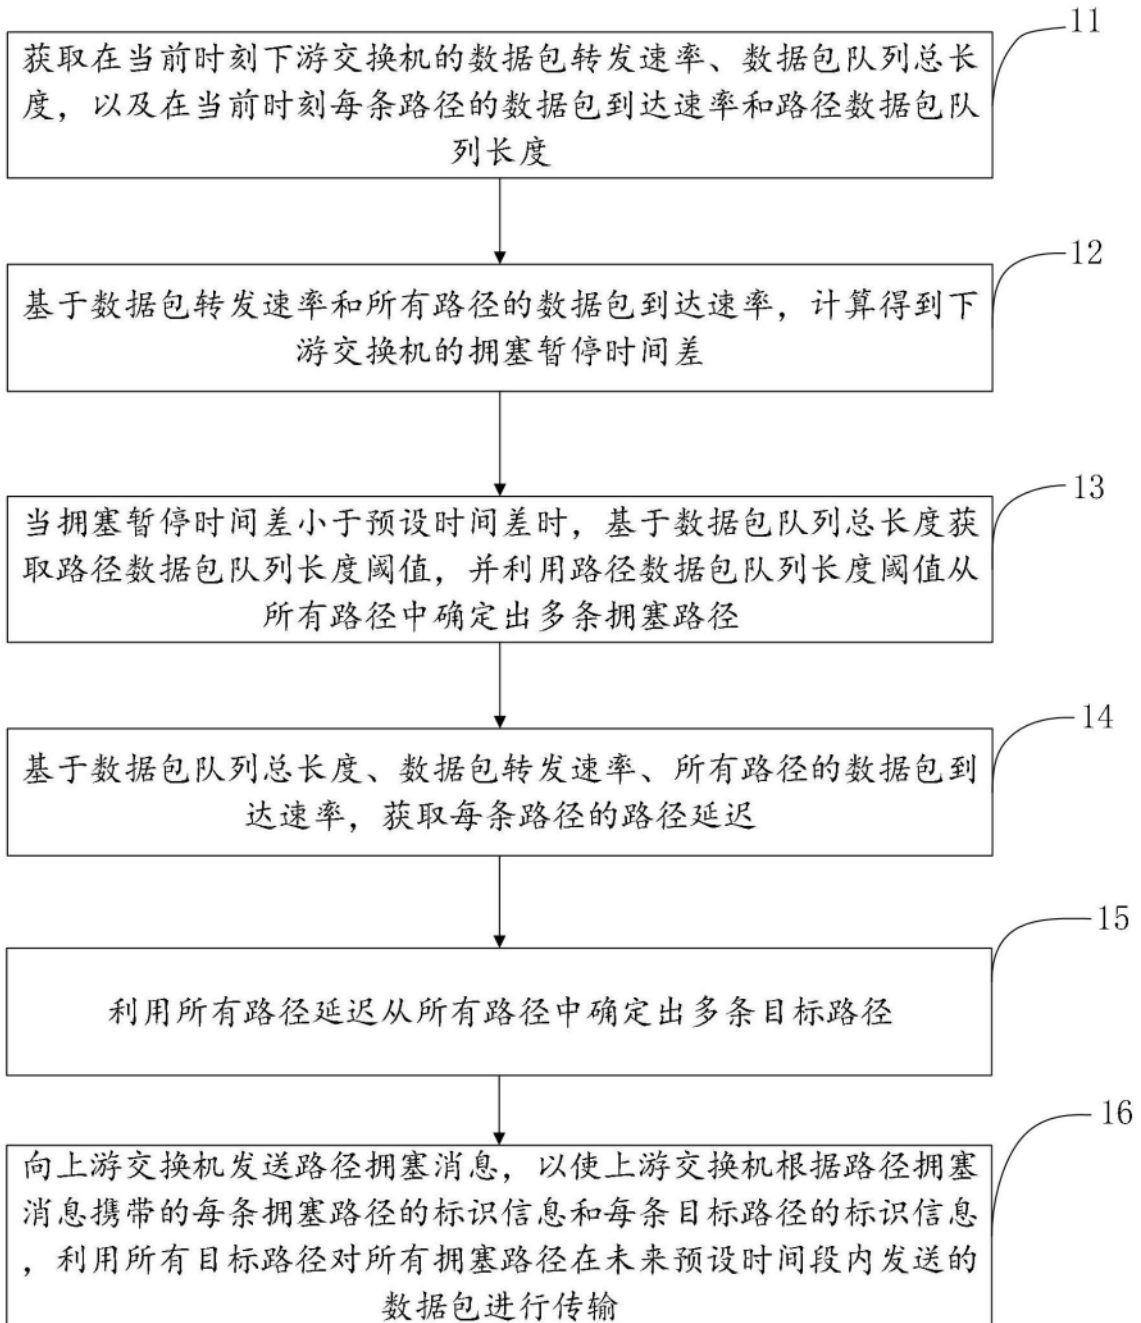 11
获取在当前时刻下游交换机的数据包转发速率、数据包队列总长
度，以及在当前时刻每条路径的数据包到达速率和路径数据包队
列长度
12
基于数据包转发速率和所有路径的数据包到达速率，计算得到下
游交换机的拥塞暂停时间差
13
当拥塞暂停时间差小于预设时间差时，基于数据包队列总长度获
取路径数据包队列长度阈值，并利用路径数据包队列长度阈值从
所有路径中确定出多条拥塞路径
14
基于数据包队列总长度、数据包转发速率、所有路径的数据包到
达速率，获取每条路径的路径延迟
15
利用所有路径延迟从所有路径中确定出多条目标路径
16
向上游交换机发送路径拥塞消息，以使上游交换机根据路径拥塞
消息携带的每条拥塞路径的标识信息和每条目标路径的标识信息
，利用所有目标路径对所有拥塞路径在未来预设时间段内发送的
数据包进行传输